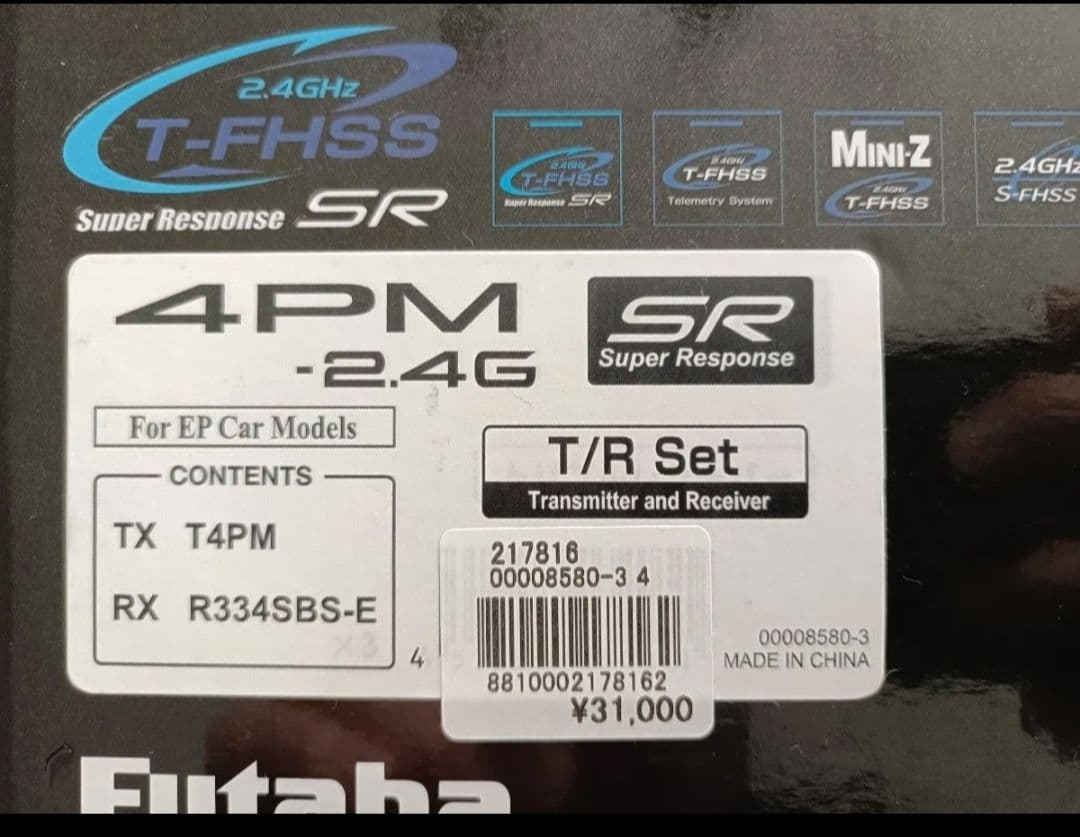 2.4GHz
T-FHSS
Super Response SR
2.4GHz
T-FHSS
Super Response SR
2.4GHz
T-FHSS
Telemetry System
MINI-Z
2.4GHz
T-FHSS
2.4GHz
S-FHSS
4PM
-2.4G
SR
Super Response
For EP Car Models
T/R Set
Transmitter and Receiver
CONTENTS
TX T4PM
RX R334SBS-E
×3
4
217816
00008580-3 4
8810002178162
¥31,000
00008580-3
MADE IN CHINA
Futaba